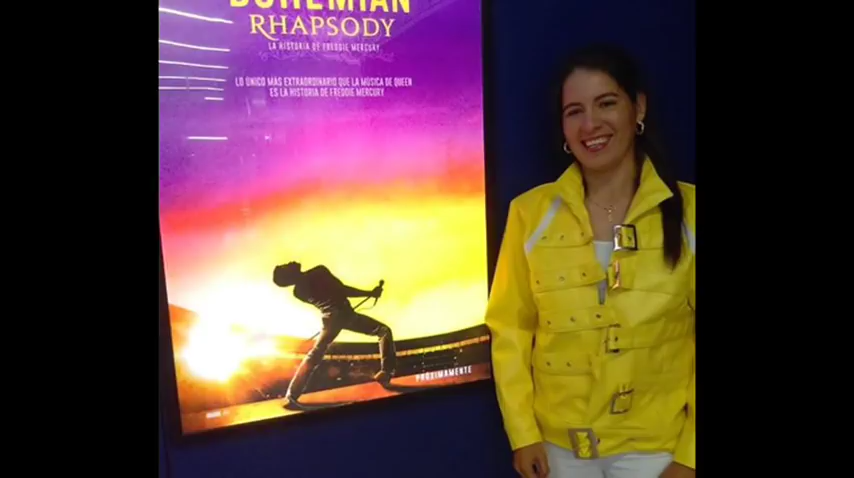 BOHEMIAN
RHAPSODY
LA HISTORIA DE FREDDIE MERCURY
LO ÚNICO MÁS EXTRAORDINARIO QUE LA MÚSICA DE QUEEN
ES LA HISTORIA DE FREDDIE MERCURY
PRÓXIMAMENTE